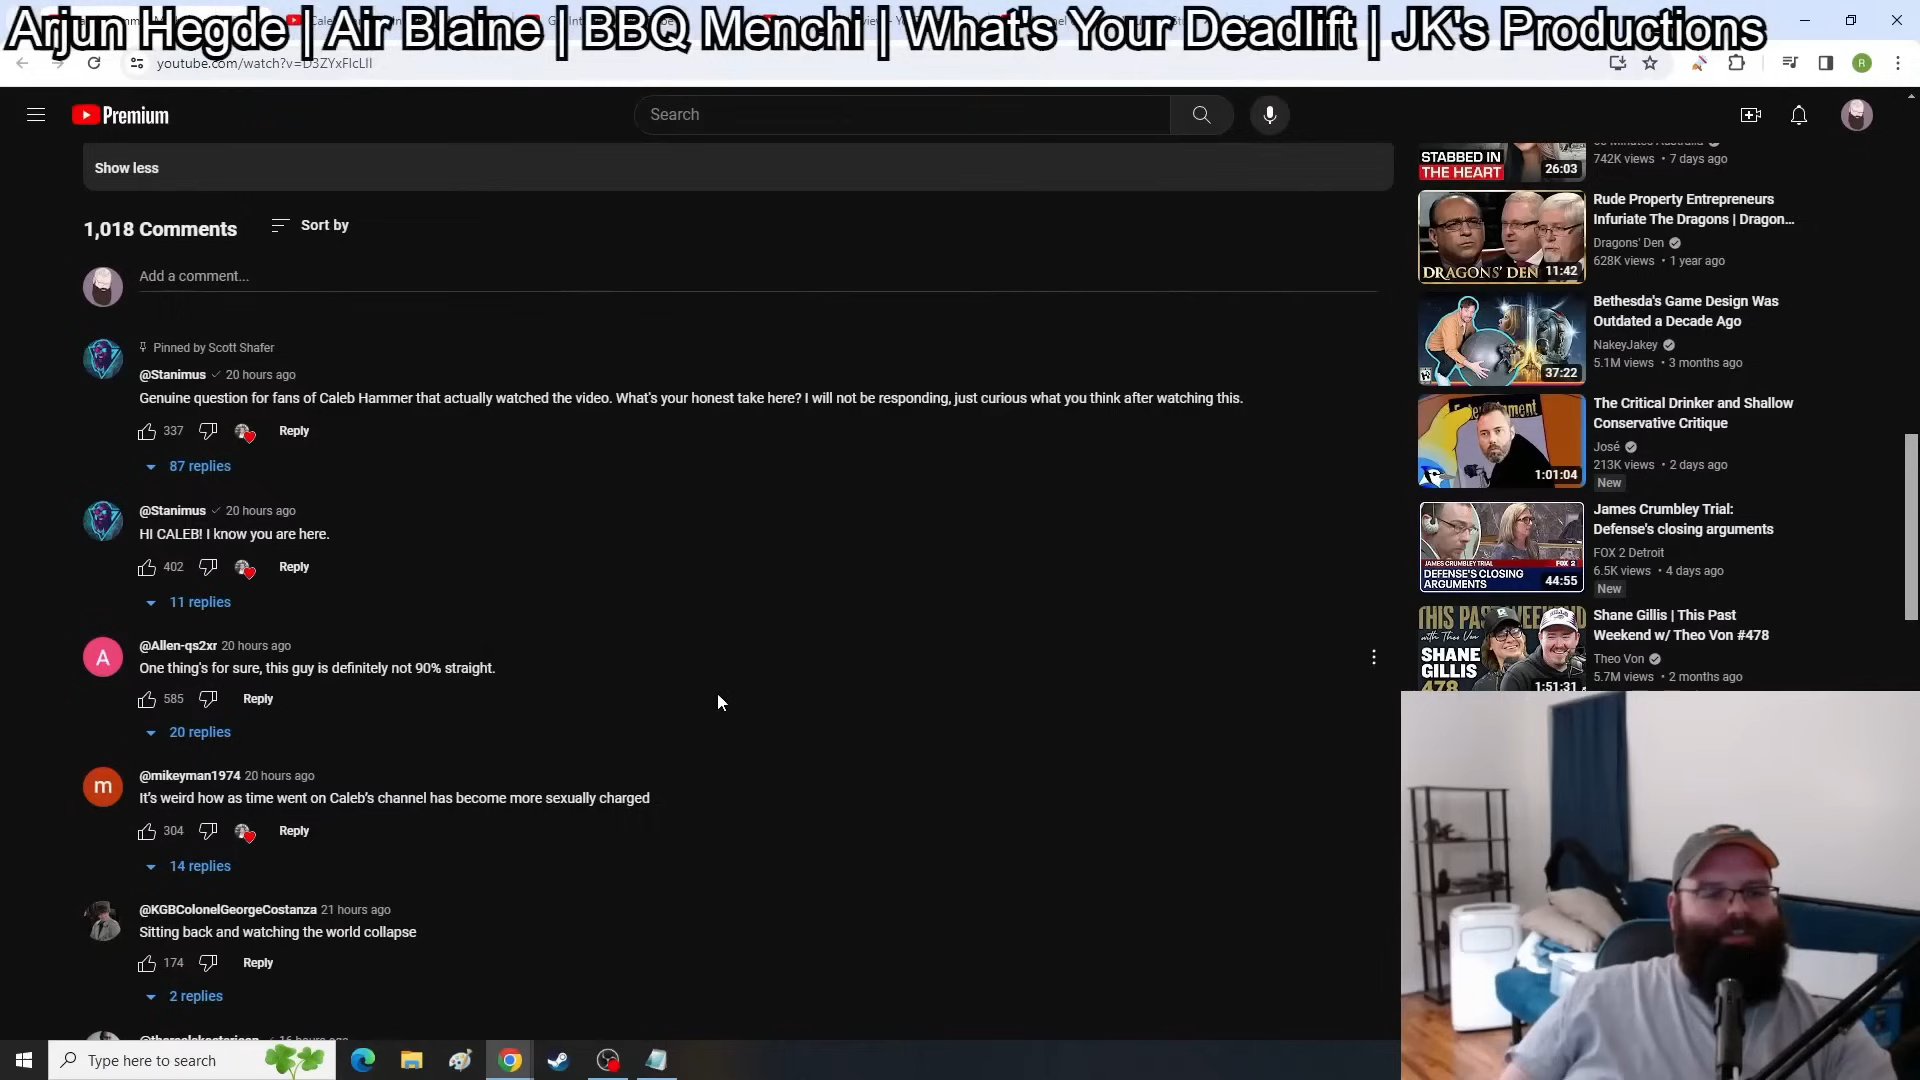 Arjun Hegde | Air Blaine | BBQ Menchi | What's Your Deadlift | JK's Productions
youtube.com/watch?v=D3ZYxFlcLlI
R
Premium
Search
Show less
1,018 Comments
Sort by
Add a comment...
Pinned by Scott Shafer
@Stanimus 20 hours ago
Genuine question for fans of Caleb Hammer that actually watched the video. What's your honest take here? I will not be responding, just curious what you think after watching this.
337 Reply
87 replies
@Stanimus 20 hours ago
HI CALEB! I know you are here.
402 Reply
11 replies
A
@Allen-qs2xr 20 hours ago
One thing's for sure, this guy is definitely not 90% straight.
585 Reply
20 replies
m
@mikeyman1974 20 hours ago
It's weird how as time went on Caleb's channel has become more sexually charged
304 Reply
14 replies
@KGBColonelGeorgeCostanza 21 hours ago
Sitting back and watching the world collapse
174 Reply
2 replies
STABBED IN
THE HEART
26:03
742K views • 7 days ago
DRAGONS' DEN
11:42
Rude Property Entrepreneurs
Infuriate The Dragons | Dragon...
Dragons' Den
628K views • 1 year ago
37:22
Bethesda's Game Design Was
Outdated a Decade Ago
NakeyJakey
5.1M views • 3 months ago
1:01:04
The Critical Drinker and Shallow
Conservative Critique
José
213K views • 2 days ago
New
JAMES CRUMBLEY TRIAL
FOX 2
DEFENSE'S CLOSING
ARGUMENTS
44:55
James Crumbley Trial:
Defense's closing arguments
FOX 2 Detroit
6.5K views • 4 days ago
New
THIS PAST WEEKEND
with Theo Von
SHANE
GILLIS
478
1:51:31
Shane Gillis | This Past
Weekend w/ Theo Von #478
Theo Von
5.7M views • 2 months ago
Type here to search